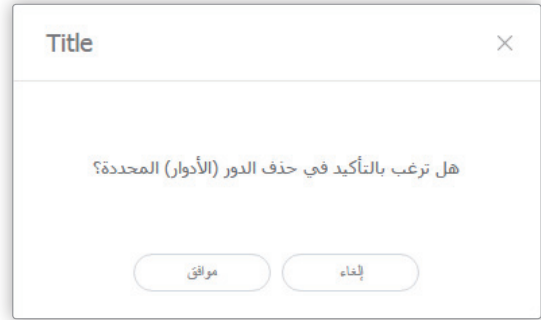 Title
هل ترغب بالتأكيد في حذف الدور (الأدوار) المحددة؟
إلغاء
موافق